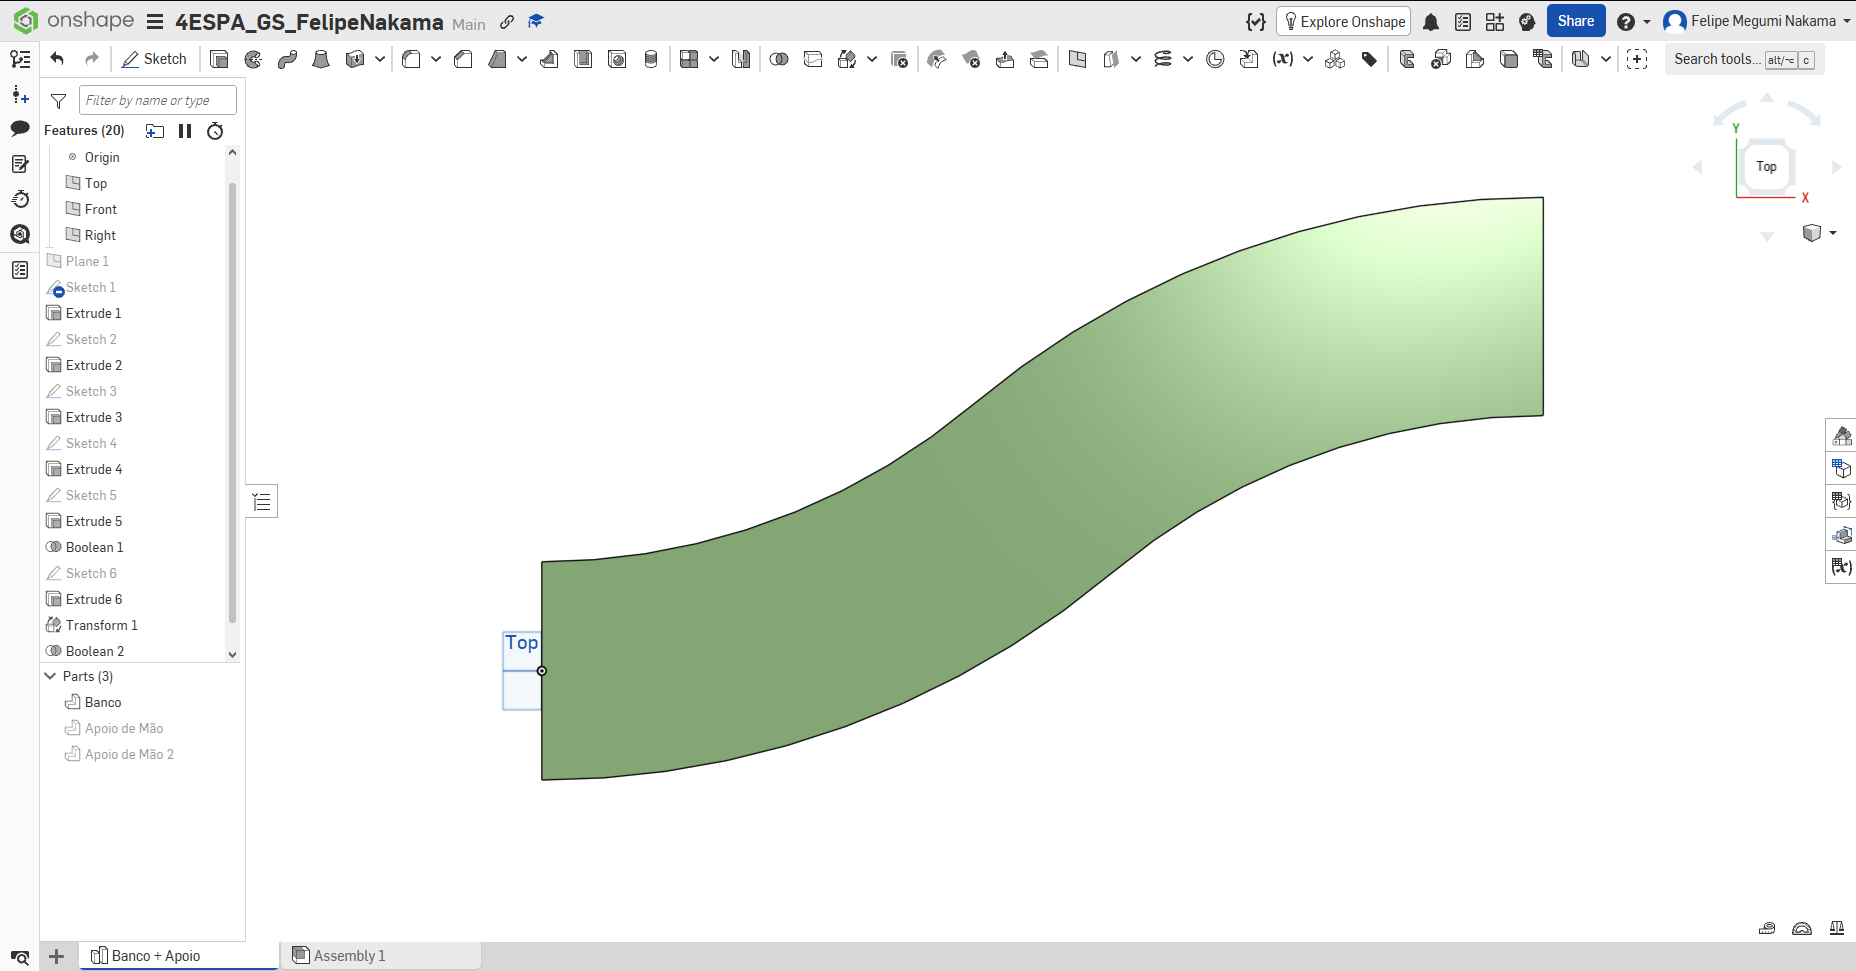 onshape 4ESPA_GS_FelipeNakama Main Explore Onshape Share Felipe Megumi Nakama
Sketch (x) Search tools... alt/⌥ c
Filter by name or type
Features (20)
Origin
Top
Front
Right
Plane 1
Sketch 1
Extrude 1
Sketch 2
Extrude 2
Sketch 3
Extrude 3
Sketch 4
Extrude 4
Sketch 5
Extrude 5
Boolean 1
Sketch 6
Extrude 6
Transform 1
Boolean 2
Parts (3)
Banco
Apoio de Mão
Apoio de Mão 2
Y
Top
X
Top
(x)
Banco + Apoio Assembly 1